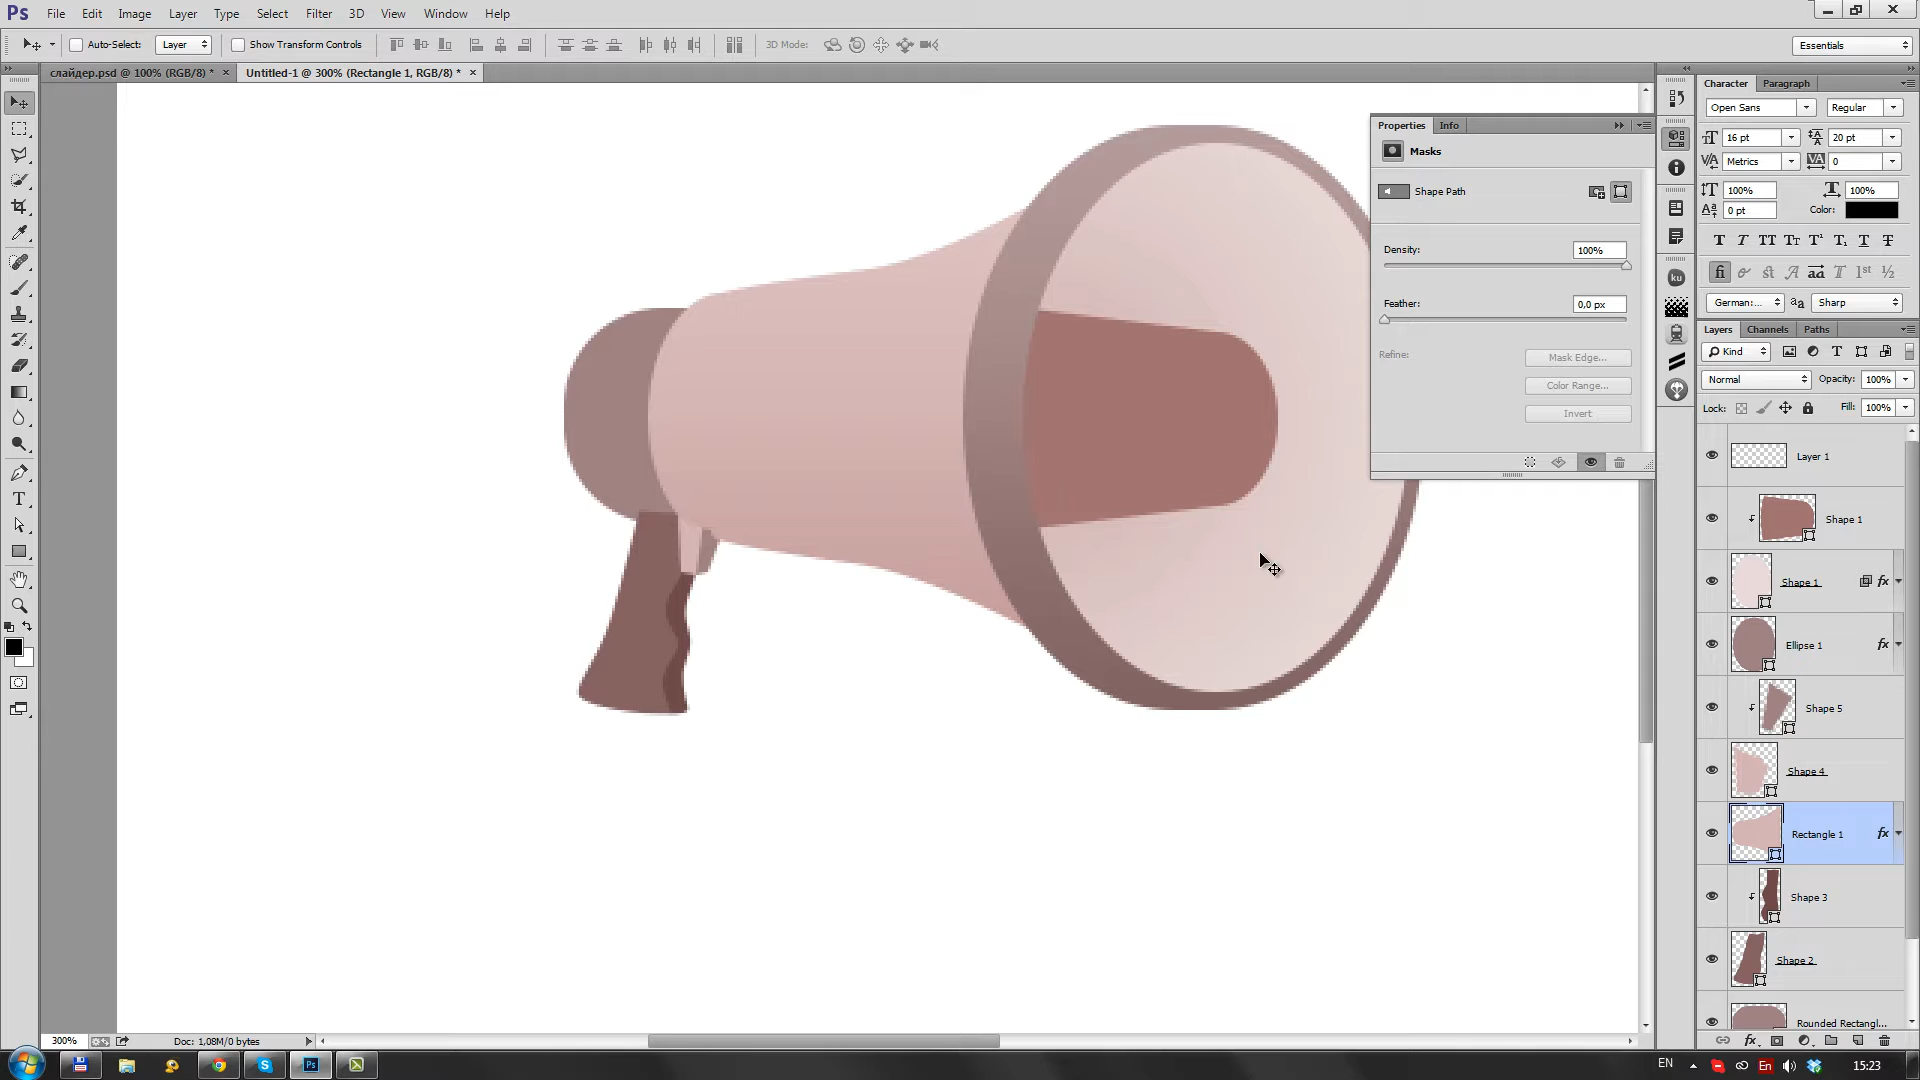 Ps File Edit Image Layer Type Select Filter 3D View Window Help
Auto-Select: Layer Show Transform Controls 3D Mode: Essentials
слайдер.psd @ 100% (RGB/8) * × Untitled-1 @ 300% (Rectangle 1, RGB/8) * ×
Character Paragraph
Open Sans Regular
16 pt 20 pt
Metrics 0
100% 100%
0 pt Color:
German:... aa Sharp
Properties Info
Masks
Shape Path
Density: 100%
Feather: 0,0 px
Refine: Mask Edge...
Color Range...
Invert
Layers Channels Paths
Kind
Normal Opacity: 100%
Lock: Fill: 100%
Layer 1
Shape 1
Shape 1 fx
Ellipse 1 fx
Shape 5
Shape 4
Rectangle 1 fx
Shape 3
Shape 2
Rounded Rectangl...
300% Doc: 1,08M/0 bytes
EN En 15:23